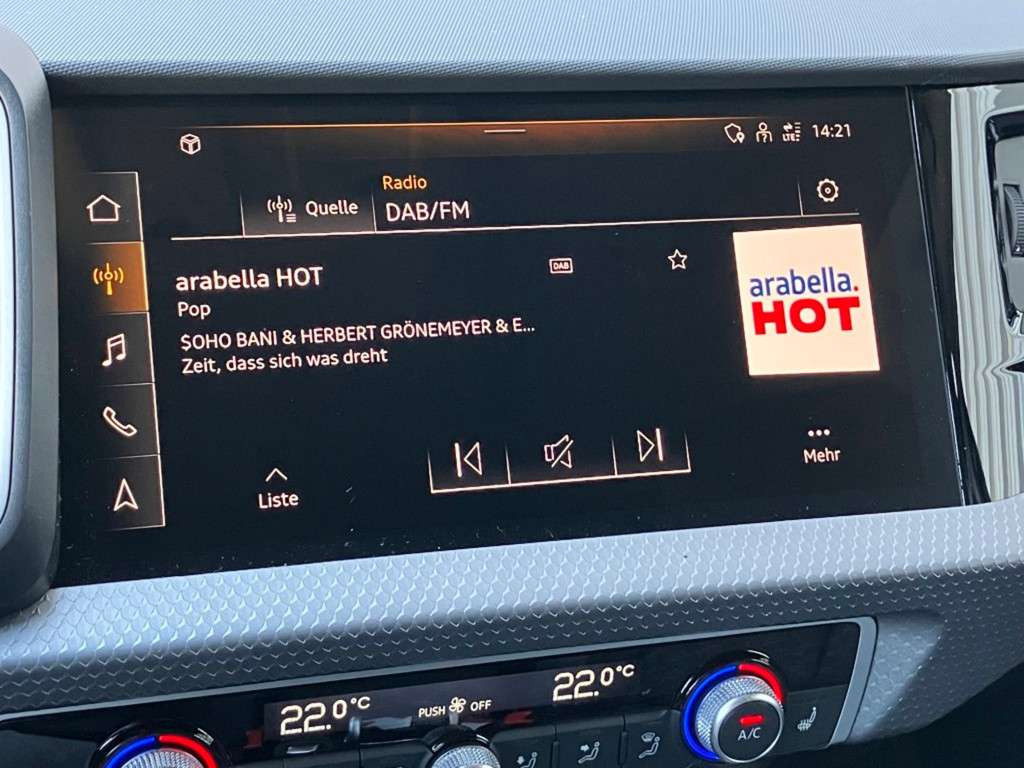 LTE 14:21
Radio
Quelle DAB/FM
arabella HOT DAB
Pop
$OHO BANI & HERBERT GRÖNEMEYER & E...
Zeit, dass sich was dreht
arabella.
HOT
Liste
Mehr
22.0°C PUSH OFF 22.0°C
A/C